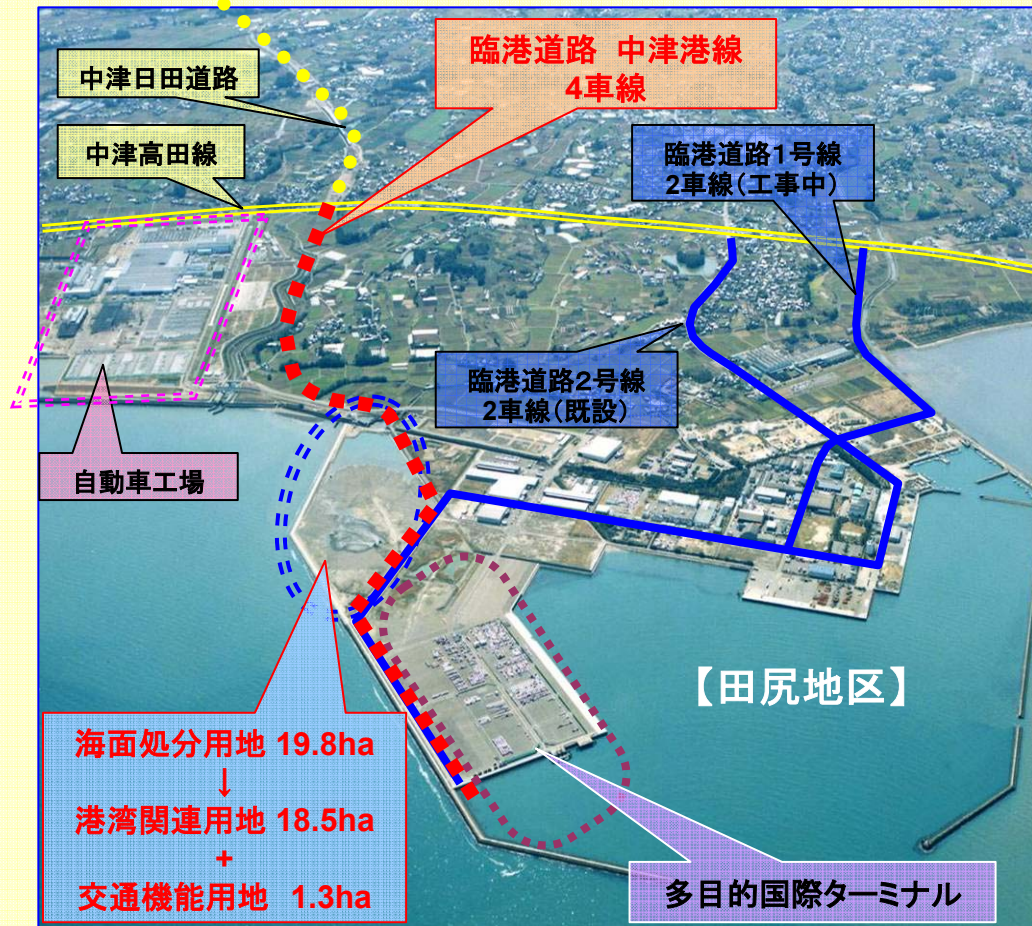 臨港道路 中津港線
4車線
中津日田道路
中津高田線
臨港道路1号線
2車線(工事中)
臨港道路2号線
2車線(既設)
自動車工場
【田尻地区】
海面処分用地 19.8ha
↓
港湾関連用地 18.5ha
+
交通機能用地 1.3ha
多目的国際ターミナル